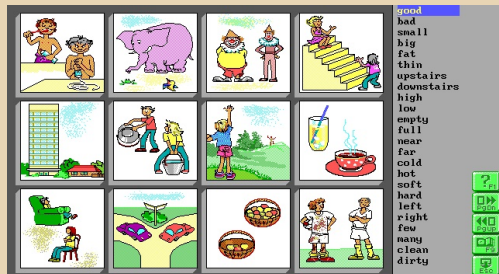 good
bad
small
big
fat
thin
upstairs
downstairs
high
low
empty
full
near
far
cold
hot
soft
hard
left
right
few
many
clean
dirty
?
F1
PgDn
PgUp
Esc